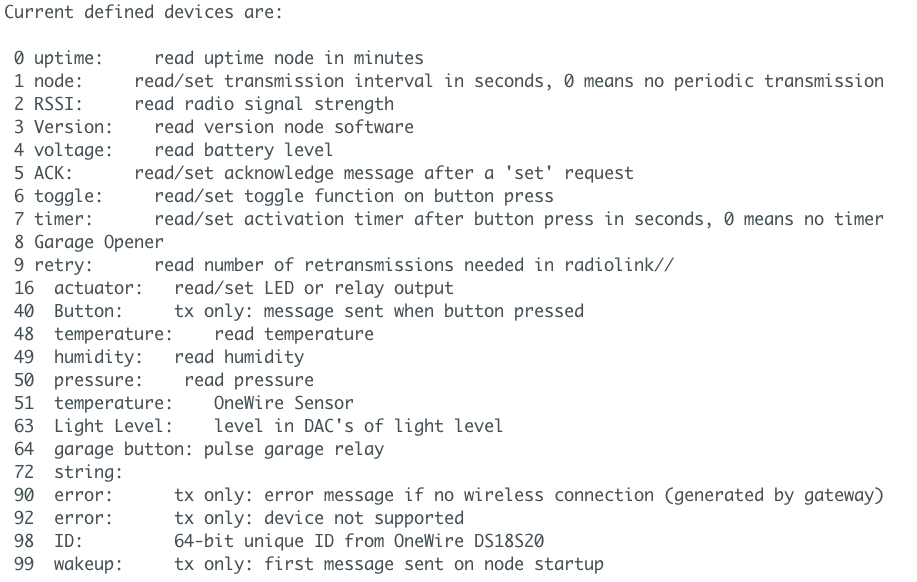 Current defined devices are:

 0 uptime:     read uptime node in minutes
 1 node:     read/set transmission interval in seconds, 0 means no periodic transmission
 2 RSSI:     read radio signal strength
 3 Version:    read version node software
 4 voltage:    read battery level
 5 ACK:      read/set acknowledge message after a 'set' request
 6 toggle:     read/set toggle function on button press
 7 timer:      read/set activation timer after button press in seconds, 0 means no timer
 8 Garage Opener
 9 retry:      read number of retransmissions needed in radiolink//
 16  actuator:   read/set LED or relay output
 40  Button:     tx only: message sent when button pressed
 48  temperature:    read temperature
 49  humidity:   read humidity
 50  pressure:    read pressure
 51  temperature:    OneWire Sensor
 63  Light Level:    level in DAC's of light level
 64  garage button: pulse garage relay
 72  string:
 90  error:      tx only: error message if no wireless connection (generated by gateway)
 92  error:      tx only: device not supported
 98  ID:         64-bit unique ID from OneWire DS18S20
 99  wakeup:     tx only: first message sent on node startup